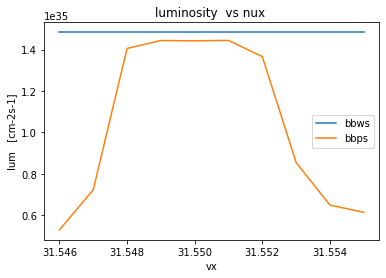 luminosity  vs nux
1e35
lum  [cm-2s-1]
1.4
1.2
1.0
0.8
0.6
bbws
bbps
31.546 31.548 31.550 31.552 31.554
vx